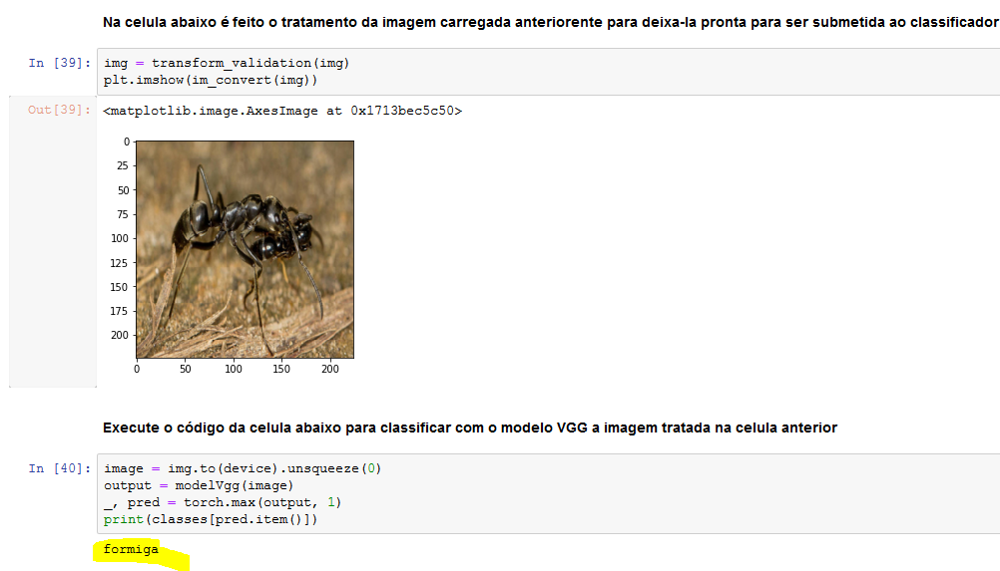 Na celula abaixo é feito o tratamento da imagem carregada anteriorente para deixa-la pronta para ser submetida ao classificador
In [39]: img = transform_validation(img)
plt.imshow(im_convert(img))
Out[39]: <matplotlib.image.AxesImage at 0x1713bec5c50>
0
25
50
75
100
125
150
175
200
0 50 100 150 200
Execute o código da celula abaixo para classificar com o modelo VGG a imagem tratada na celula anterior
In [40]: image = img.to(device).unsqueeze(0)
output = modelVgg(image)
_, pred = torch.max(output, 1)
print(classes[pred.item()])
formiga